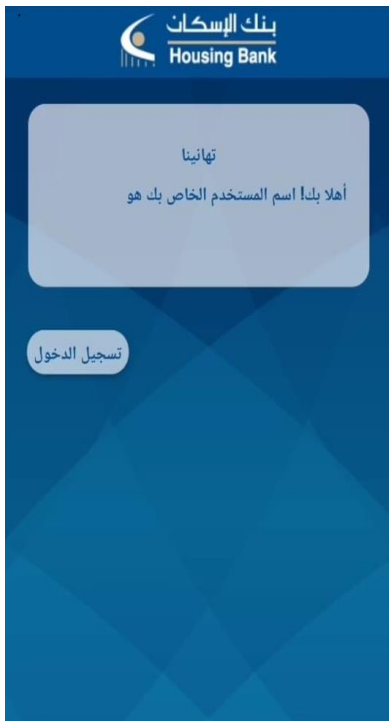 بنك الإسكان
Housing Bank
تهانينا
أهلا بك! اسم المستخدم الخاص بك هو
تسجيل الدخول